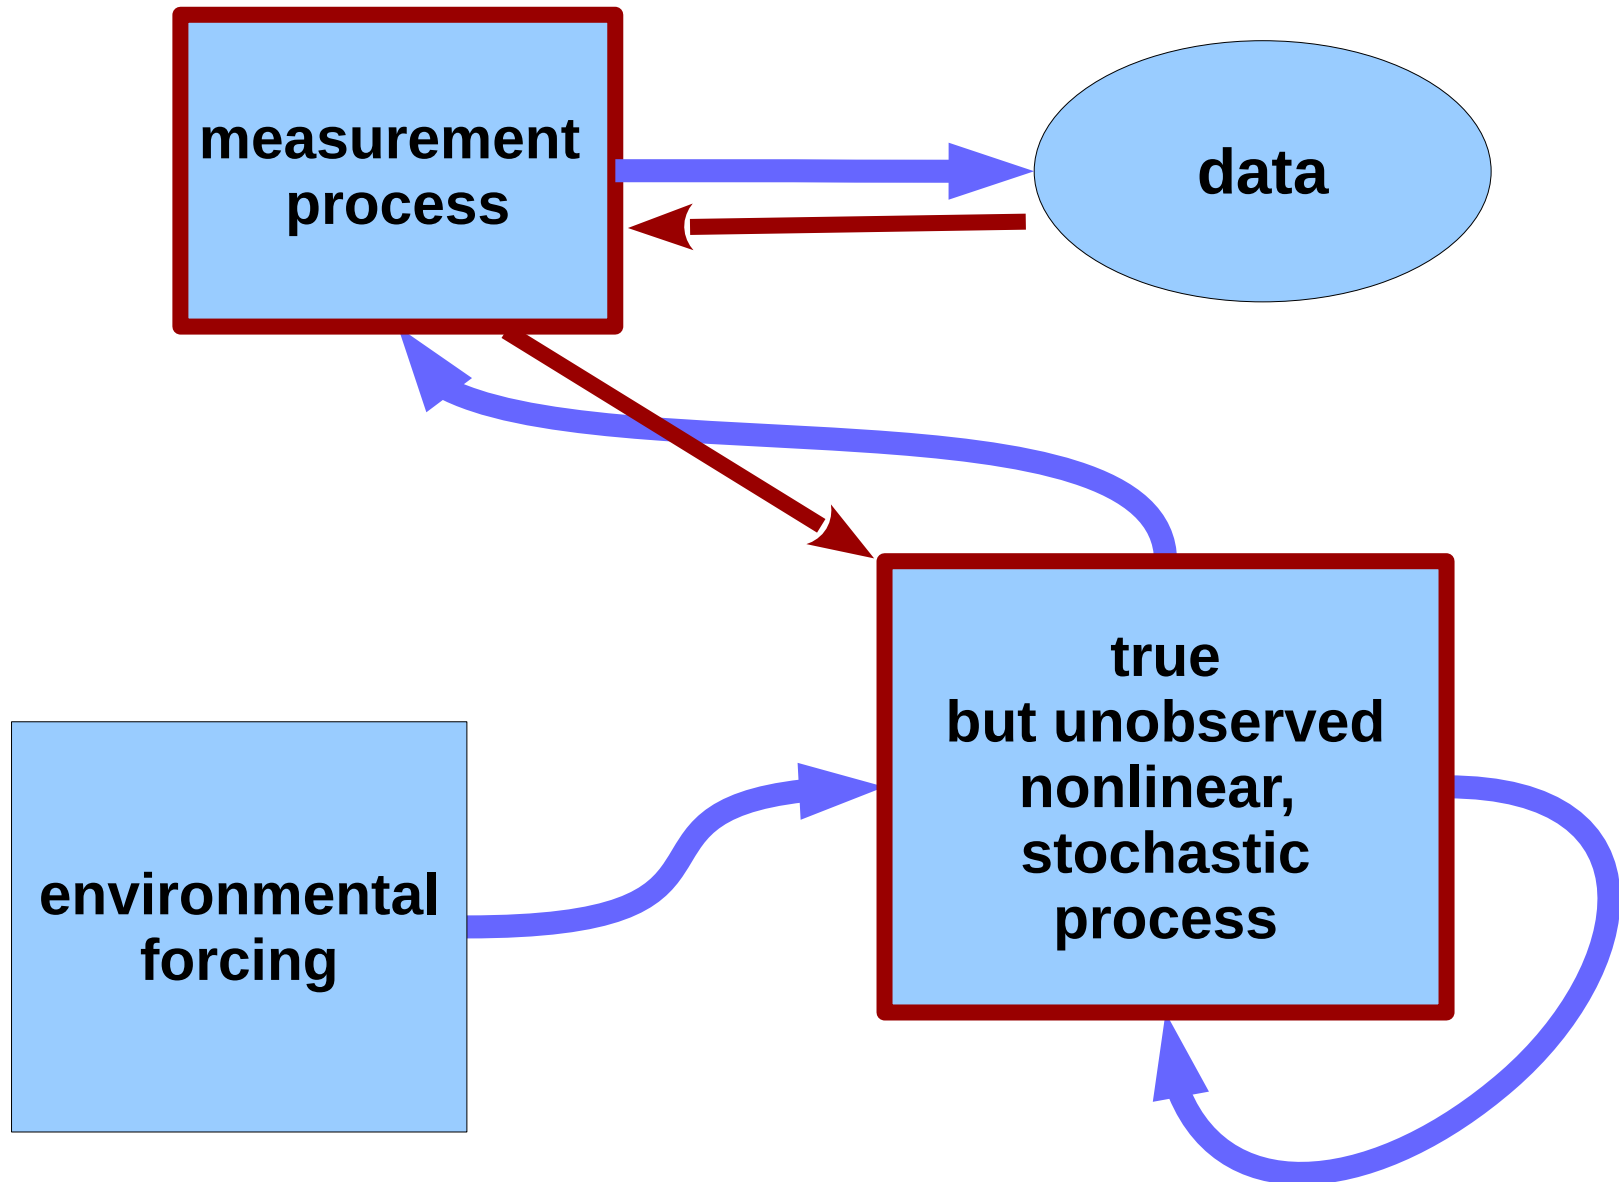 measurement
process
data
true
but unobserved
nonlinear,
stochastic
process
environmental
forcing